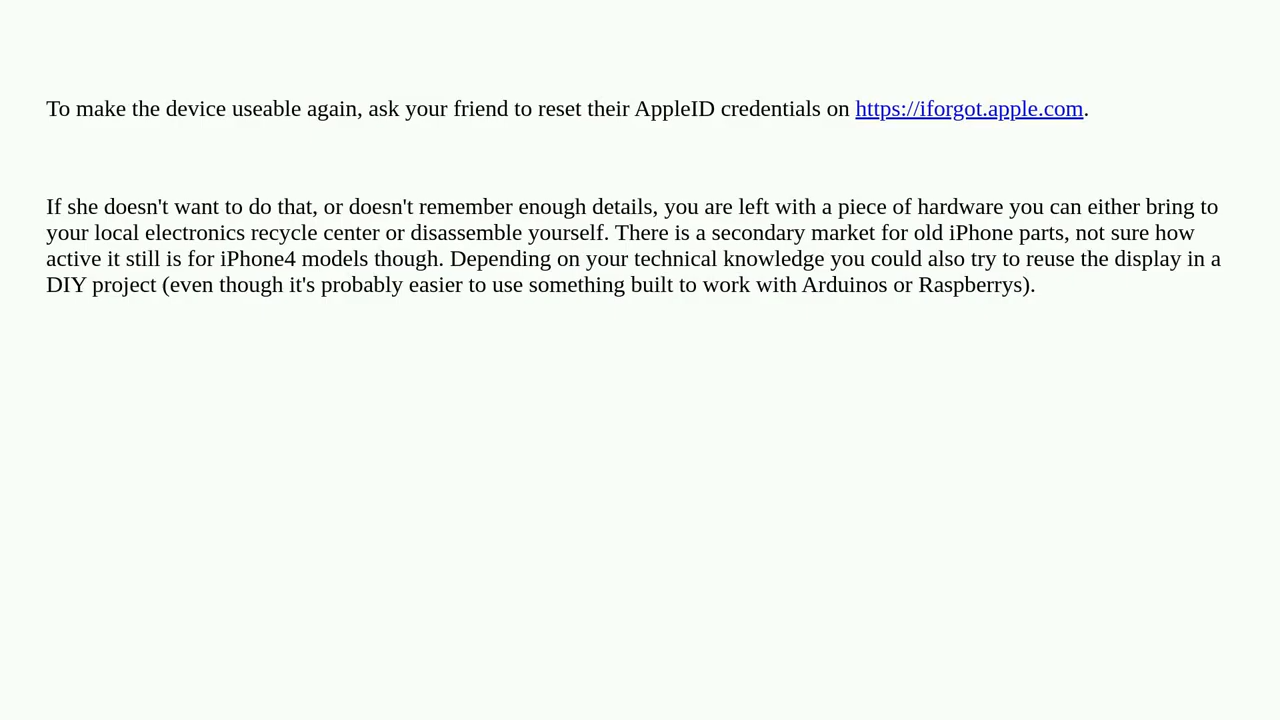 To make the device useable again, ask your friend to reset their AppleID credentials on https://iforgot.apple.com.
If she doesn't want to do that, or doesn't remember enough details, you are left with a piece of hardware you can either bring to
your local electronics recycle center or disassemble yourself. There is a secondary market for old iPhone parts, not sure how
active it still is for iPhone4 models though. Depending on your technical knowledge you could also try to reuse the display in a
DIY project (even though it's probably easier to use something built to work with Arduinos or Raspberrys).